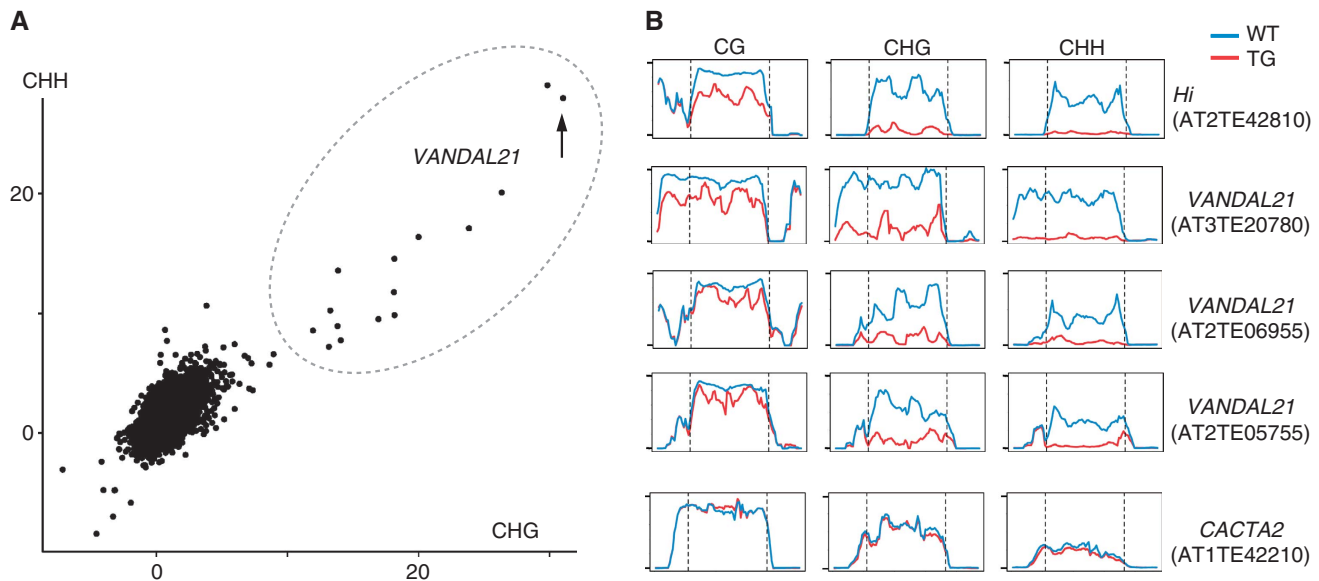 A
CHH
20
0
VANDAL21
CHG
0
20
B
CG
CHG
CHH
WT
TG
Hi
(AT2TE42810)
VANDAL21
(AT3TE20780)
VANDAL21
(AT2TE06955)
VANDAL21
(AT2TE05755)
CACTA2
(AT1TE42210)